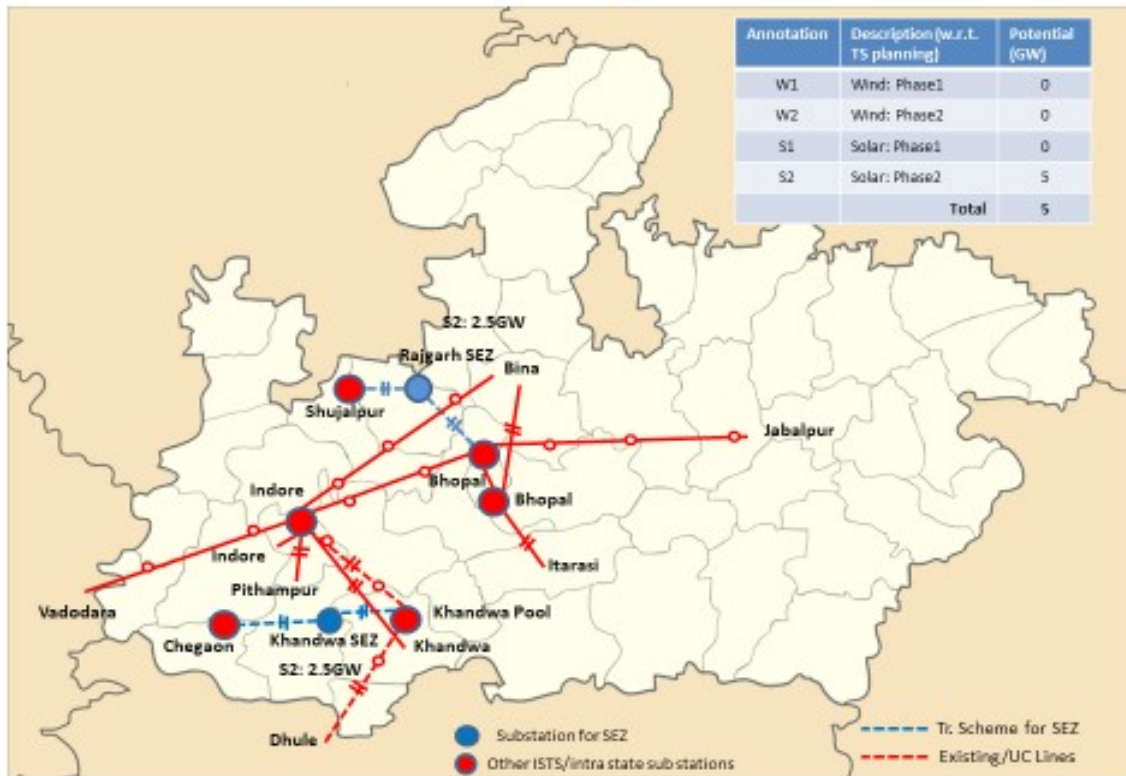 Annotation Description (w.r.t. TS planning) Potential (GW)
W1 Wind: Phase1 0
W2 Wind: Phase2 0
S1 Solar: Phase1 0
S2 Solar: Phase2 5
Total 5
S2: 2.5GW
Rajgarh SEZ
Bina
Shujalpur
Jabalpur
Bhopal
Indore
Bhopal
Indore
Itarasi
Pithampur
Vadodara
Khandwa Pool
Chegaon
Khandwa SEZ
Khandwa
S2: 2.5GW
Dhule
Substation for SEZ
Other ISTS/intra state substations
Tr. Scheme for SEZ
Existing/UC Lines